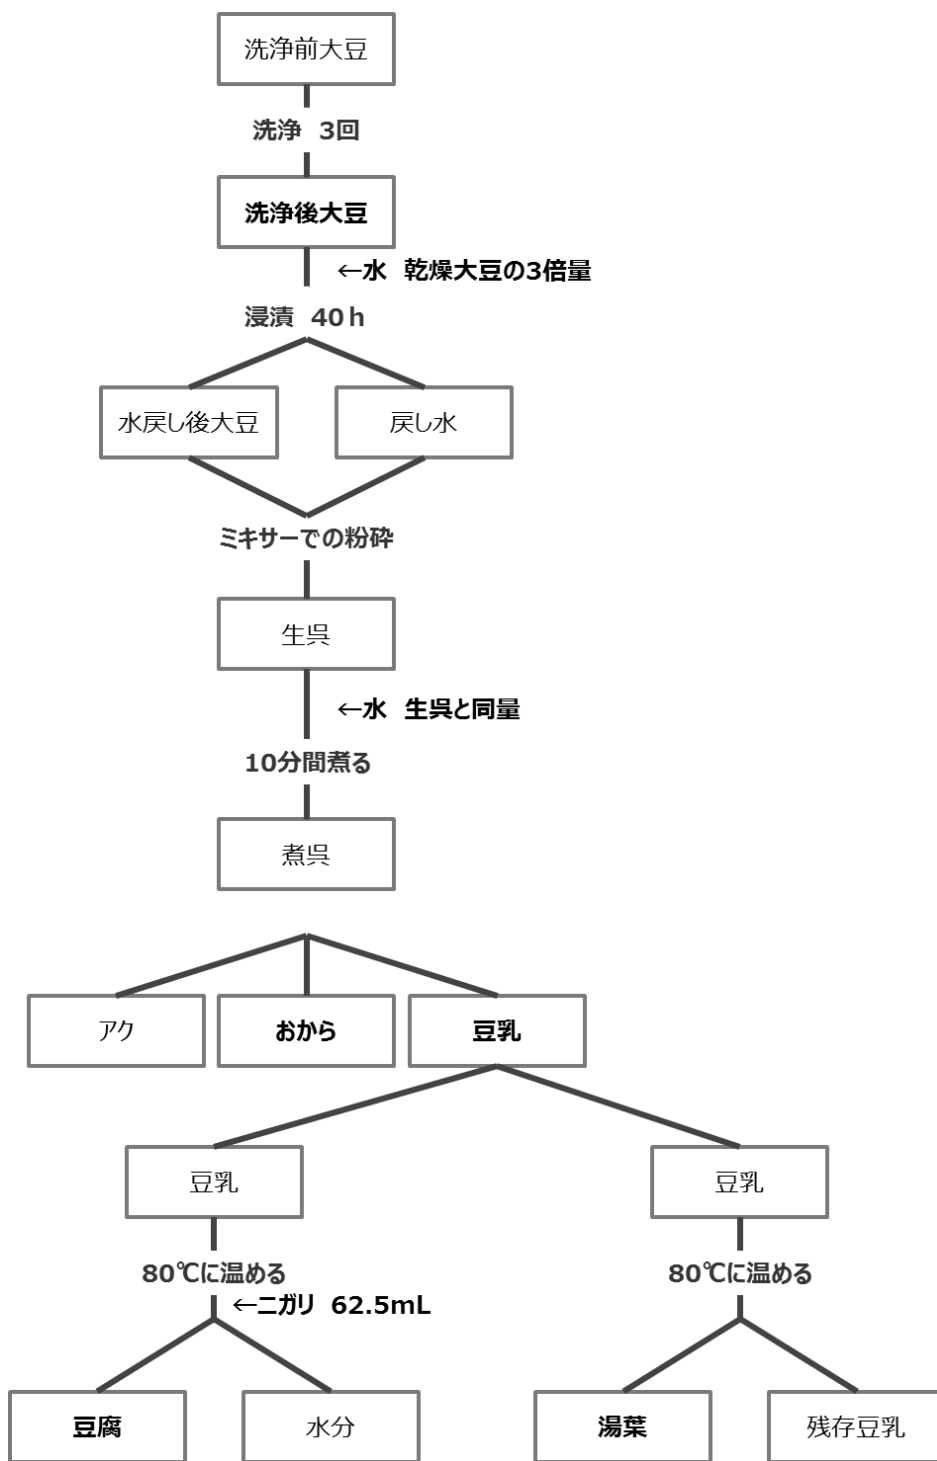 洗浄前大豆
洗浄 3回
洗浄後大豆
←水 乾燥大豆の3倍量
浸漬 40h
水戻し後大豆
戻し水
ミキサーでの粉砕
生呉
←水 生呉と同量
10分間煮る
煮呉
アク
おから
豆乳
豆乳
豆乳
80℃に温める
80℃に温める
←ニガリ 62.5mL
豆腐
水分
湯葉
残存豆乳